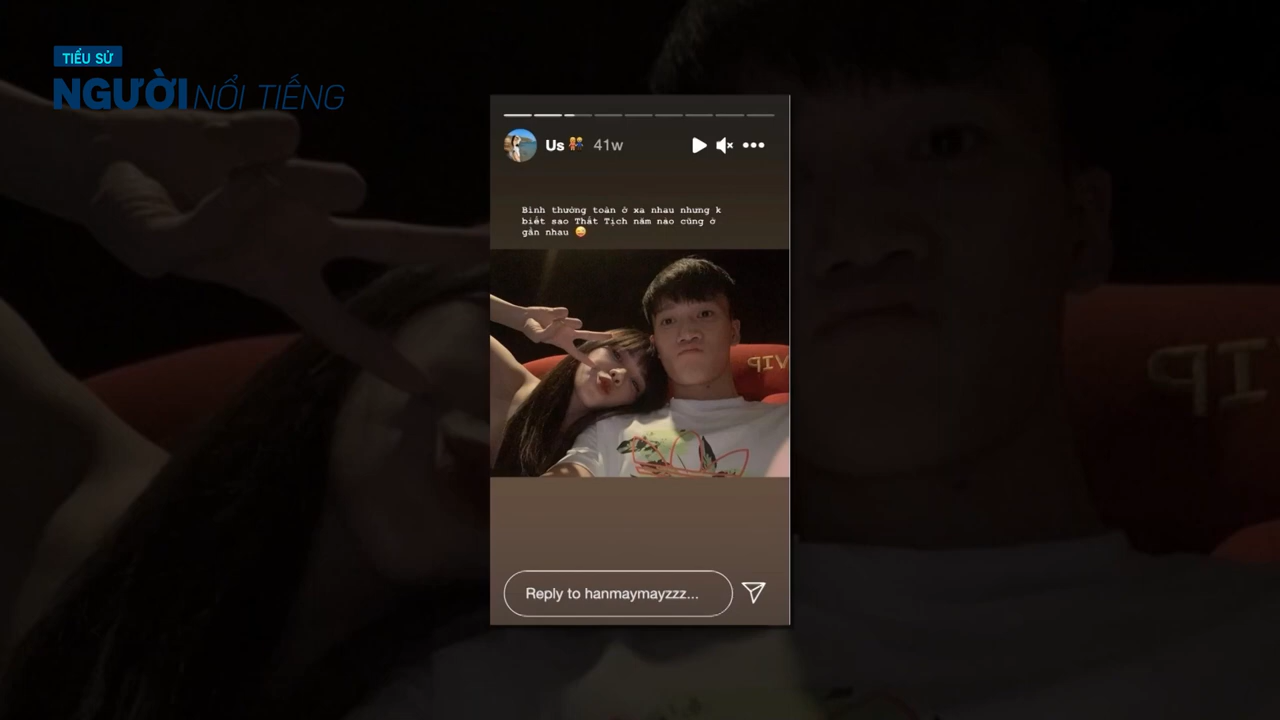 TIỂU SỬ
NGƯỜI NỔI TIẾNG
Us 41w
Bình thường toàn ở xa nhau nhưng k
biết sao Thất Tịch năm nào cũng ở
gần nhau 😝
VIP
Reply to hanmaymayzzz...